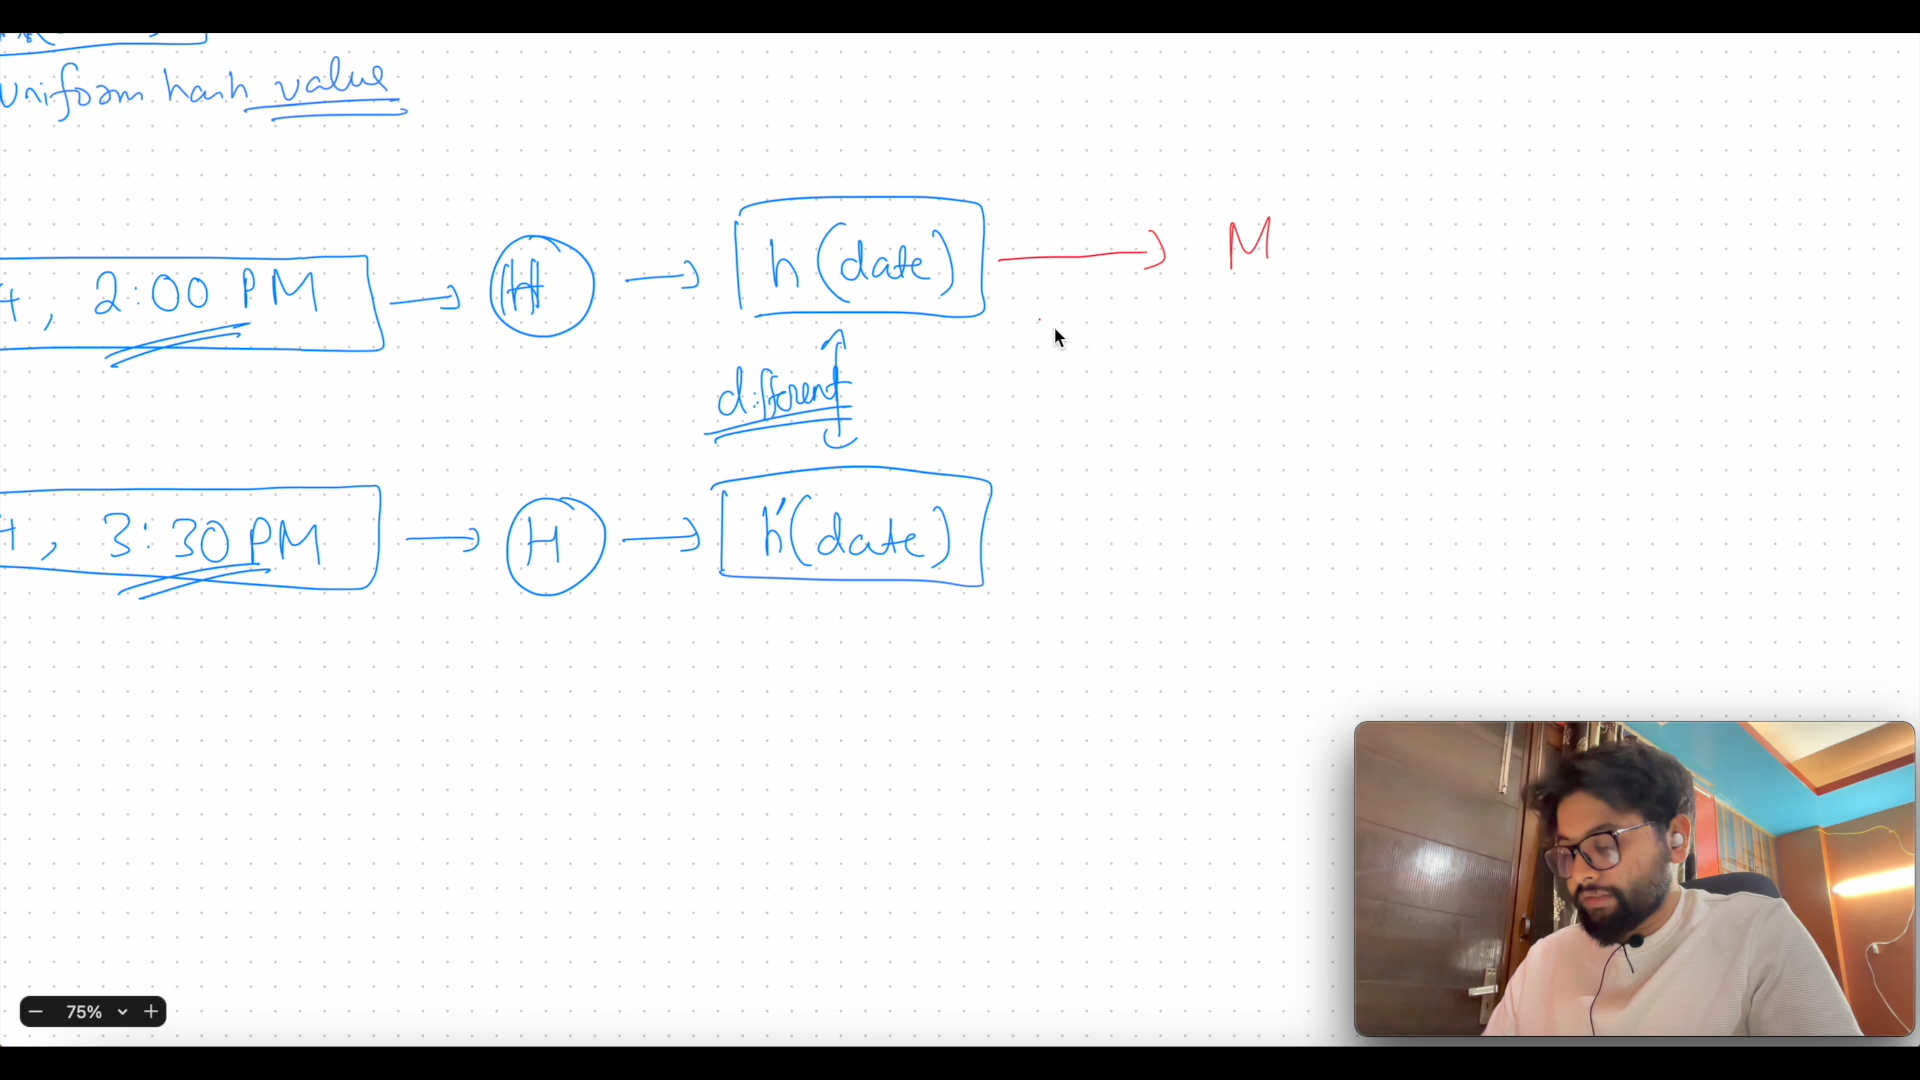 uniform hash value
, 2:00 PM → H → h(date) → M
different
, 3:30 PM → H → h'(date)
75%